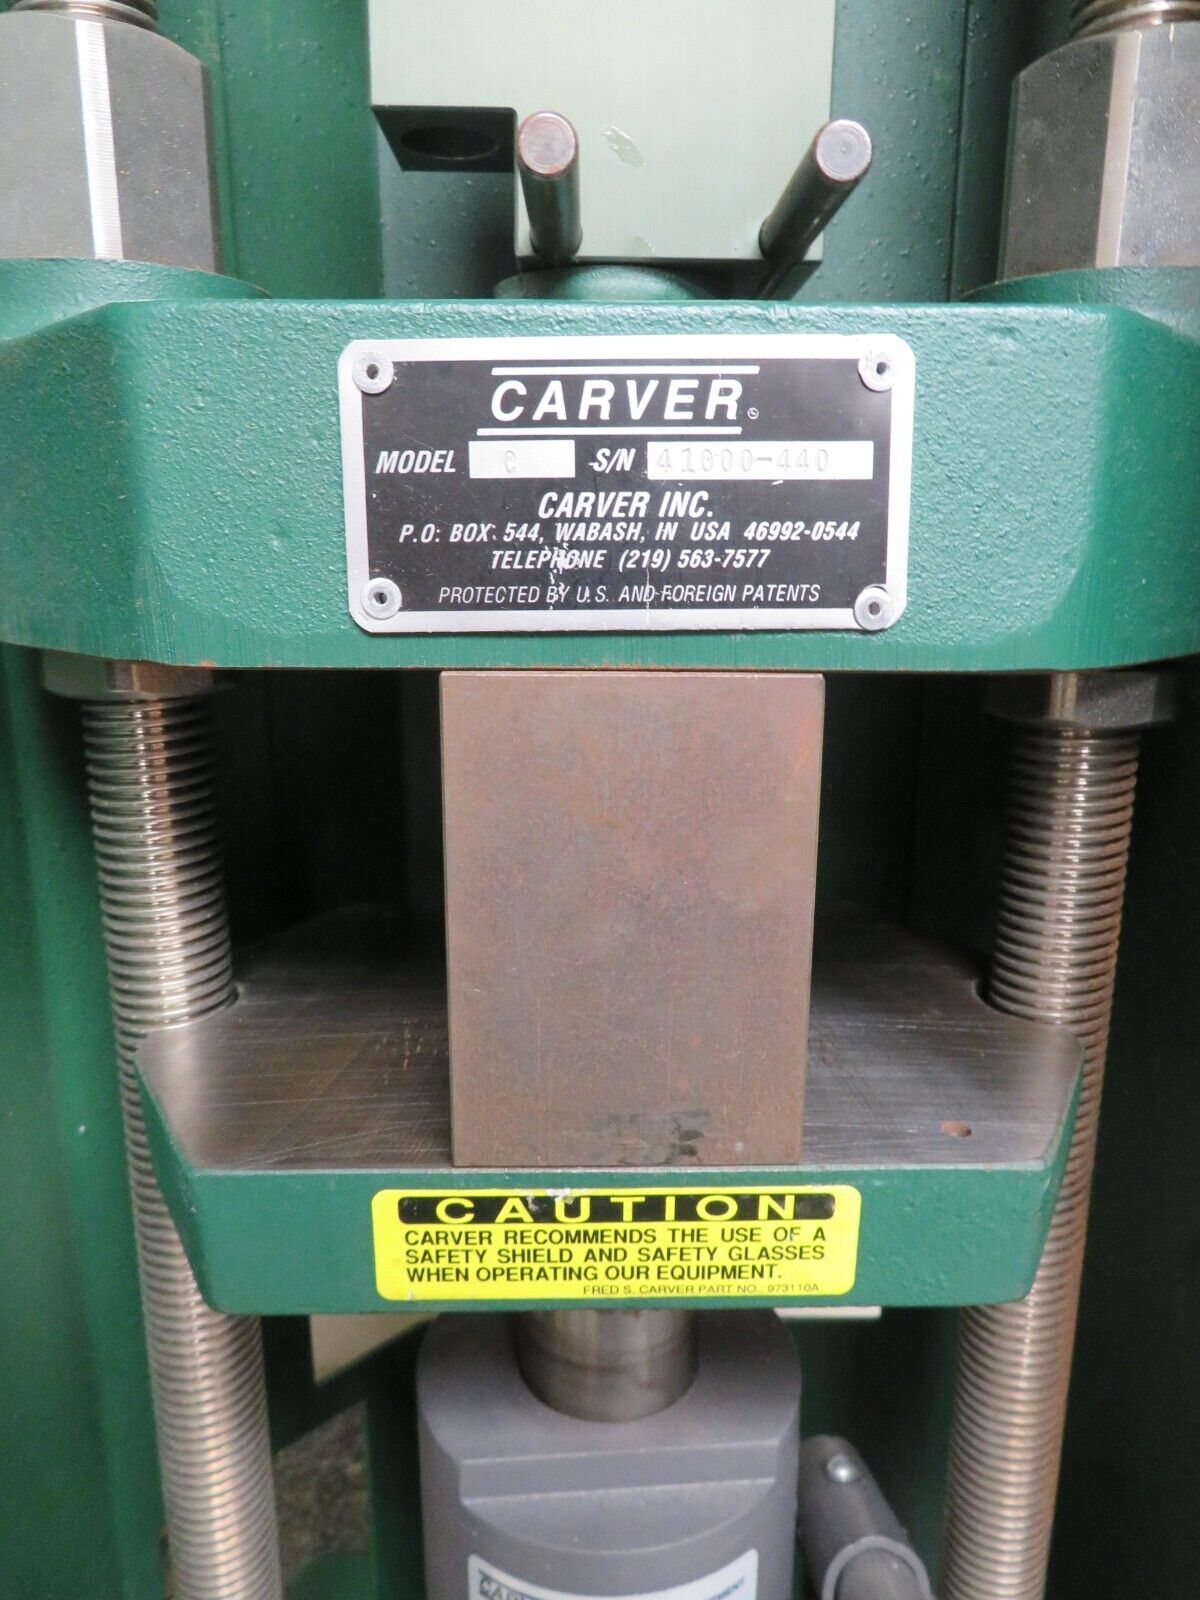 CARVER®
MODEL C S/N 41000-440
CARVER INC.
P.O. BOX 544, WABASH, IN USA 46992-0544
TELEPHONE (219) 563-7577
PROTECTED BY U.S. AND FOREIGN PATENTS
CAUTION
CARVER RECOMMENDS THE USE OF A
SAFETY SHIELD AND SAFETY GLASSES
WHEN OPERATING OUR EQUIPMENT.
FRED S. CARVER PART NO. 973110A